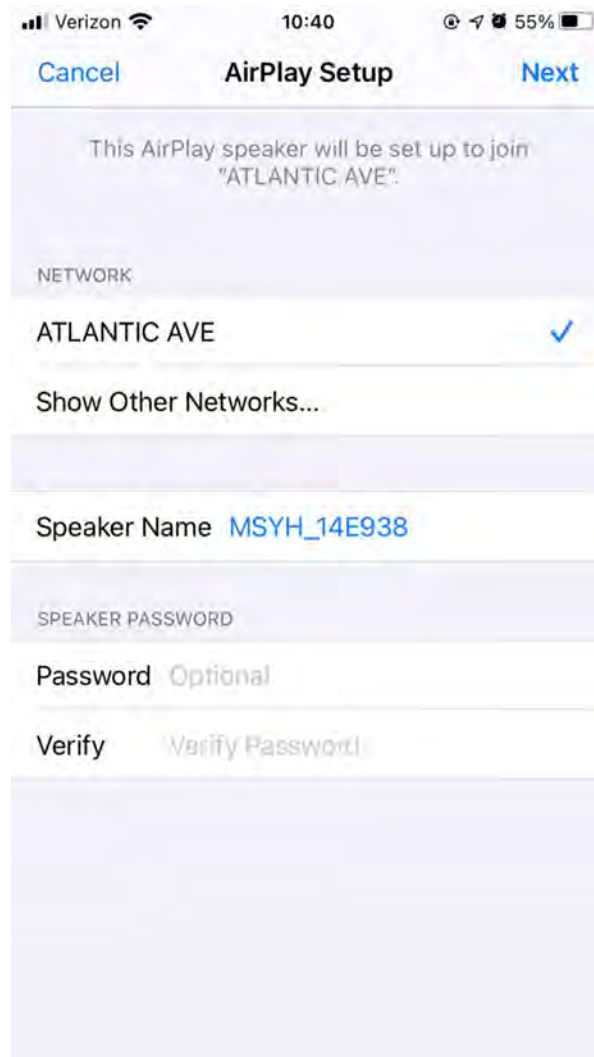 Verizon 10:40 55%
Cancel AirPlay Setup Next
This AirPlay speaker will be set up to join
"ATLANTIC AVE".
NETWORK
ATLANTIC AVE
Show Other Networks...
Speaker Name MSYH_14E938
SPEAKER PASSWORD
Password Optional
Verify Verify Password